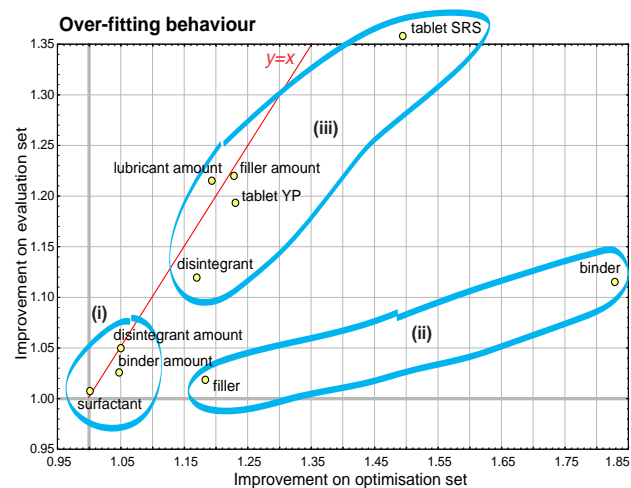 Over-fitting behaviour
1.35
1.30
1.25
1.20
1.15
1.10
1.05
1.00
0.95
Improvement on evaluation set
y=x
tablet SRS
(iii)
lubricant amount
filler amount
tablet YP
disintegrant
binder
(i)
disintegrant amount
(ii)
binder amount
filler
surfactant
0.95 1.05 1.15 1.25 1.35 1.45 1.55 1.65 1.75 1.85
Improvement on optimisation set